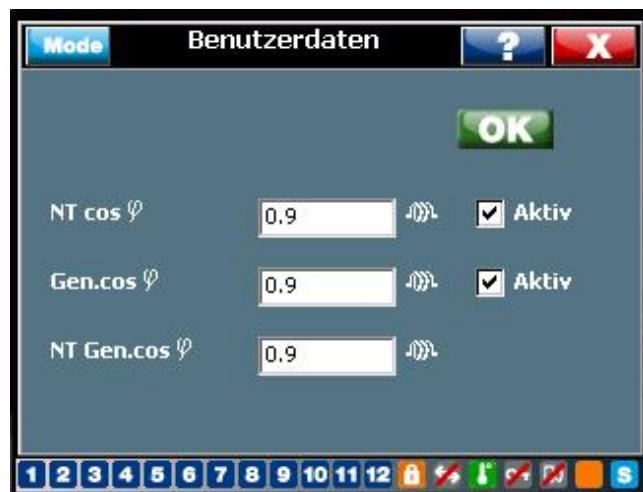 Mode Benutzerdaten ? X
OK
NT cos φ 0.9 Aktiv
Gen.cos φ 0.9 Aktiv
NT Gen.cos φ 0.9
1 2 3 4 5 6 7 8 9 10 11 12 S